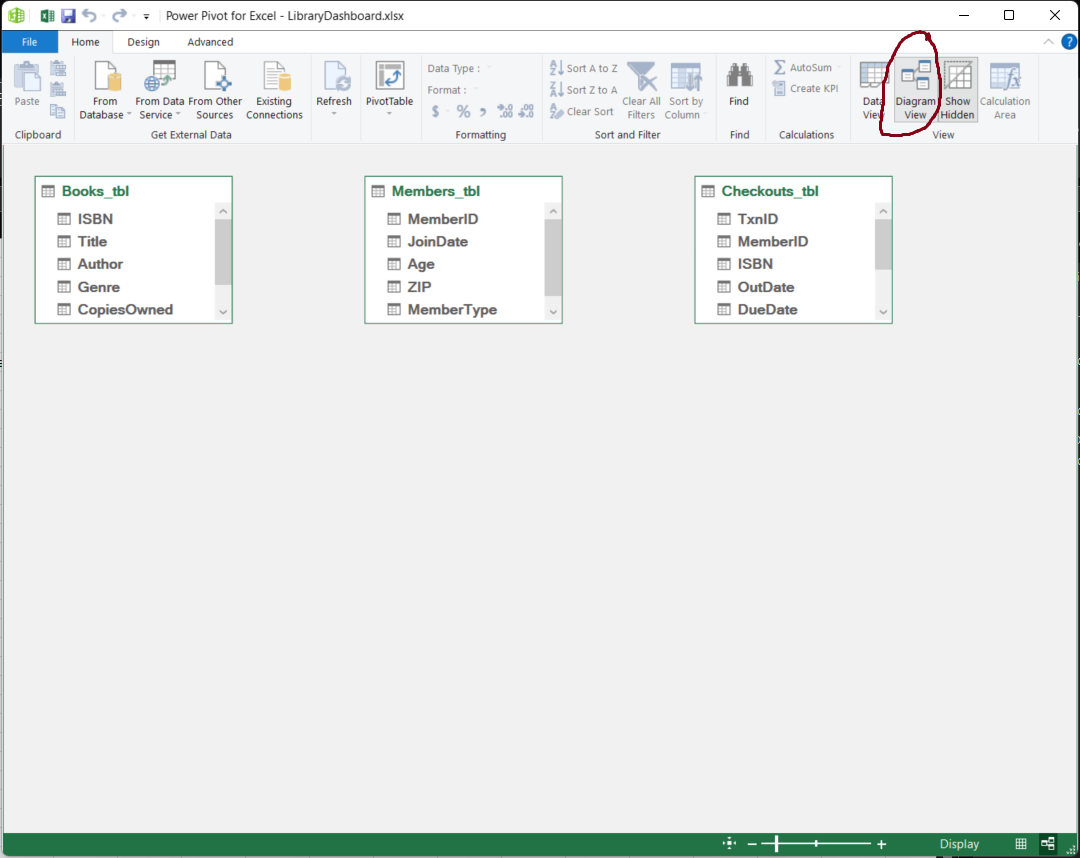 Power Pivot for Excel - LibraryDashboard.xlsx
File Home Design Advanced ?
Paste
Clipboard
From Database
From Data Service
From Other Sources
Existing Connections
Get External Data
Refresh
PivotTable
Data Type :
Format :
$ % ,
Formatting
Sort A to Z
Sort Z to A
Clear Sort
Clear All Filters
Sort by Column
Sort and Filter
Find
Find
AutoSum
Create KPI
Calculations
Data View
Diagram View
Show Hidden
Calculation Area
View
Books_tbl
ISBN
Title
Author
Genre
CopiesOwned
Members_tbl
MemberID
JoinDate
Age
ZIP
MemberType
Checkouts_tbl
TxnID
MemberID
ISBN
OutDate
DueDate
Display